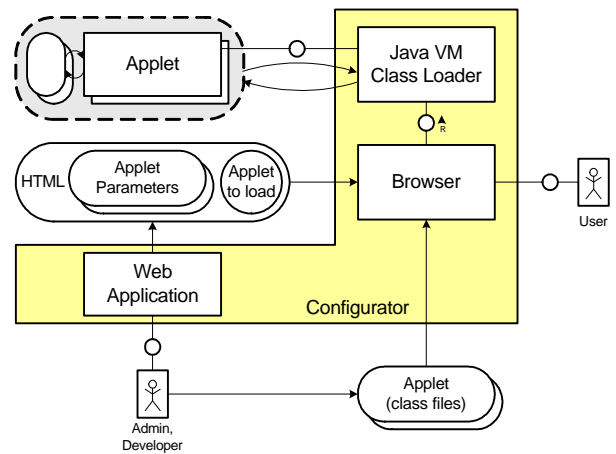 Applet
Java VM
Class Loader
R
HTML
Applet
Parameters
Applet
to load
Browser
User
Web
Application
Configurator
Admin,
Developer
Applet
(class files)